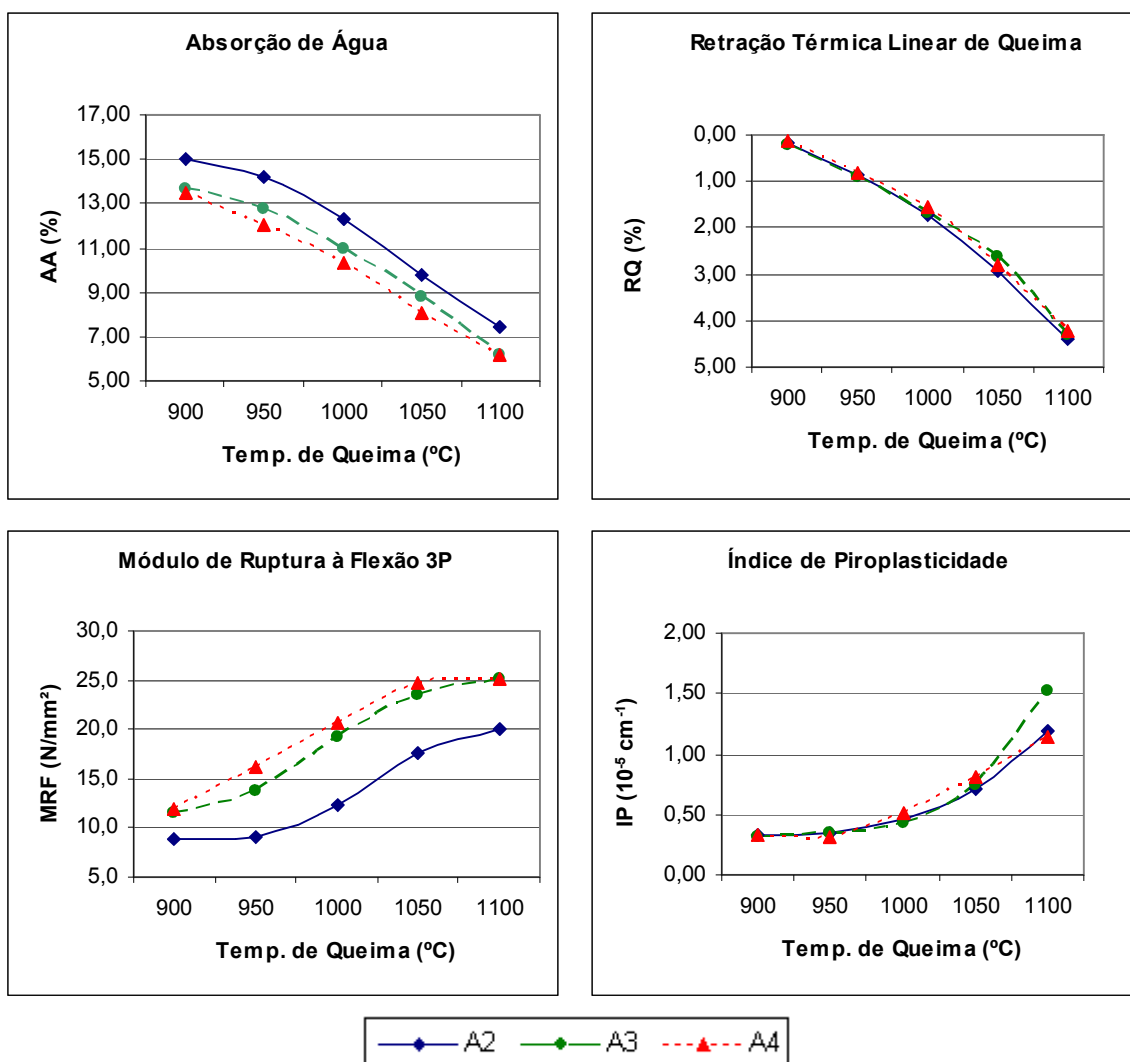 Absorção de Água
17,00
15,00
13,00
11,00
9,00
7,00
5,00
AA (%)
900 950 1000 1050 1100
Temp. de Queima (ºC)
Retração Térmica Linear de Queima
0,00
1,00
2,00
3,00
4,00
5,00
RQ (%)
900 950 1000 1050 1100
Temp. de Queima (ºC)
Módulo de Ruptura à Flexão 3P
30,0
25,0
20,0
15,0
10,0
5,0
MRF (N/mm²)
900 950 1000 1050 1100
Temp. de Queima (ºC)
Índice de Piroplasticidade
2,00
1,50
1,00
0,50
0,00
IP (10⁻⁵ cm⁻¹)
900 950 1000 1050 1100
Temp. de Queima (ºC)
A2 A3 A4